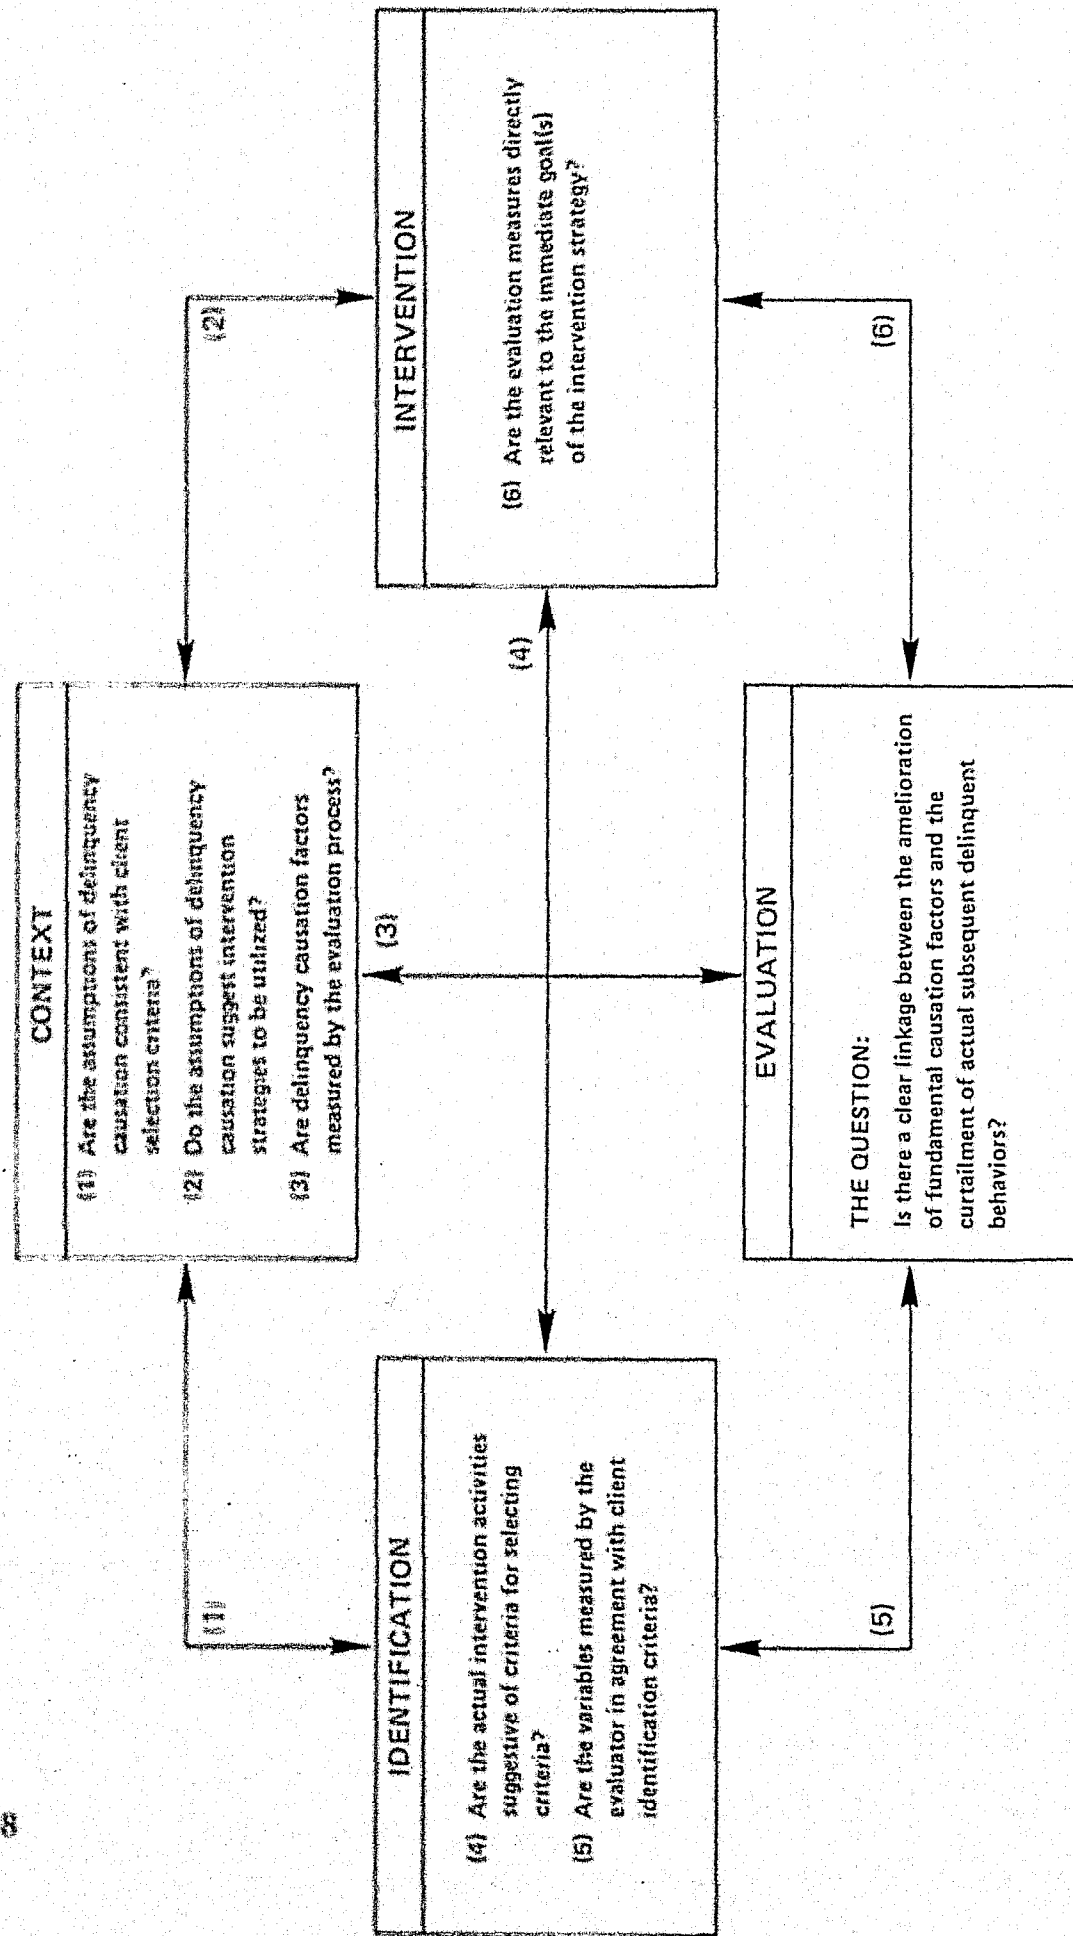 8
CONTEXT
(1) Are the assumptions of delinquency
causation consistent with client
selection criteria?
(2) Do the assumptions of delinquency
causation suggest intervention
strategies to be utilized?
(3) Are delinquency causation factors
measured by the evaluation process?
(1)
(2)
(3)
IDENTIFICATION
(4) Are the actual intervention activities
suggestive of criteria for selecting
criteria?
(5) Are the variables measured by the
evaluator in agreement with client
identification criteria?
(4)
INTERVENTION
(6) Are the evaluation measures directly
relevant to the immediate goal(s)
of the intervention strategy?
(5)
(6)
EVALUATION
THE QUESTION:
Is there a clear linkage between the amelioration
of fundamental causation factors and the
curtailment of actual subsequent delinquent
behaviors?